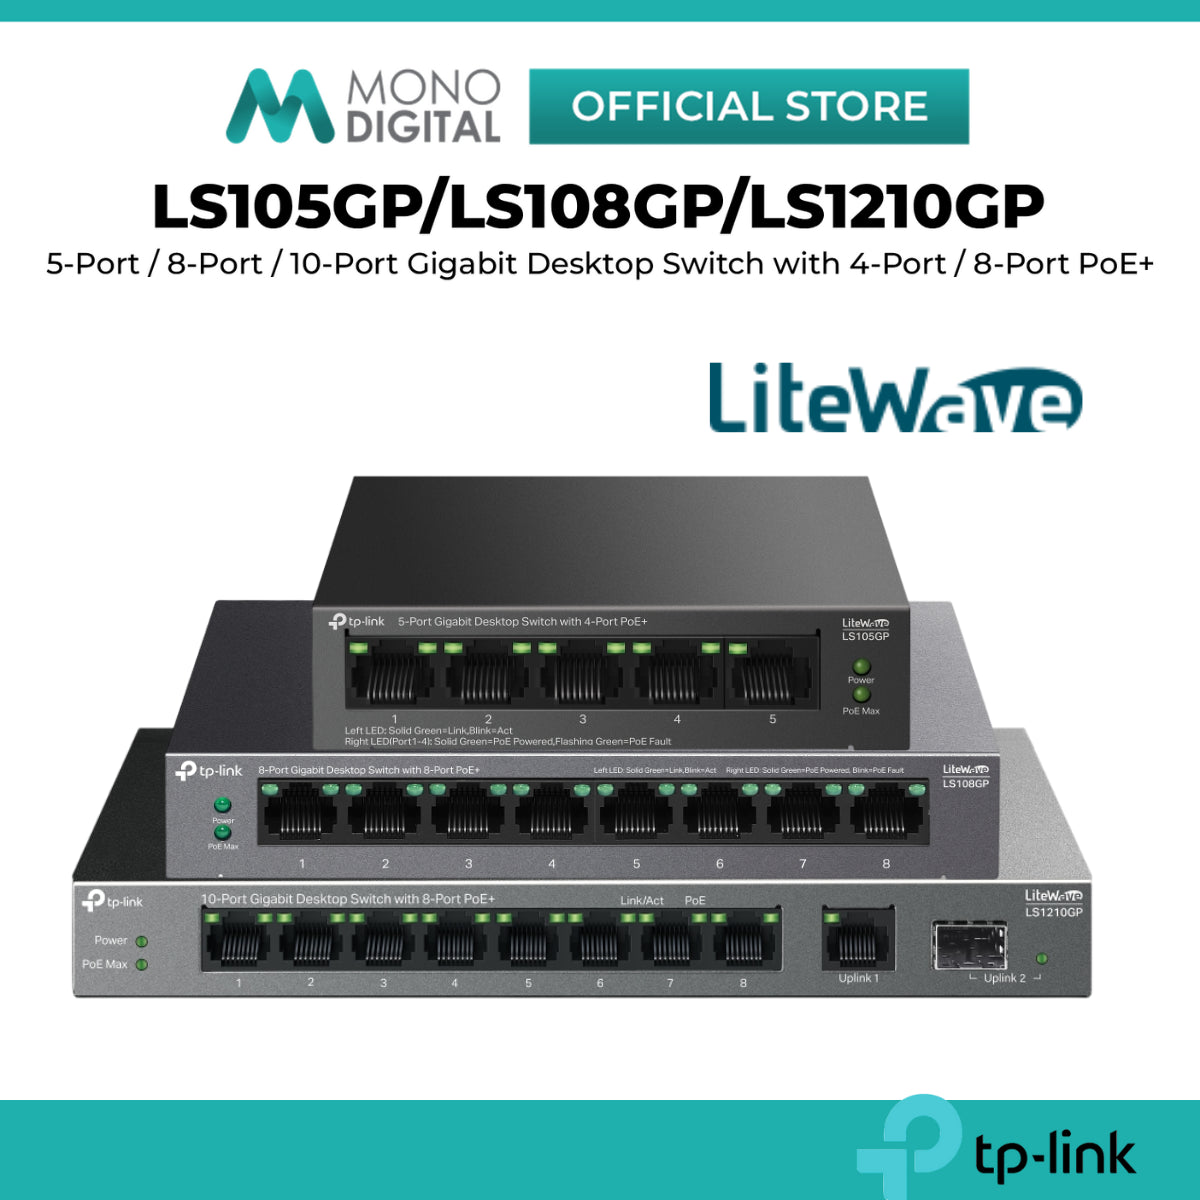 MONO
DIGITAL
OFFICIAL STORE
LS105GP/LS108GP/LS1210GP
5-Port / 8-Port / 10-Port Gigabit Desktop Switch with 4-Port / 8-Port PoE+
LiteWave
tp-link 5-Port Gigabit Desktop Switch with 4-Port PoE+
LiteWave
LS105GP
Power
PoE Max
1 2 3 4 5
Left LED: Solid Green=Link,Blink=Act
Right LED(Port1-4): Solid Green=PoE Powered,Flashing Green=PoE Fault
tp-link 8-Port Gigabit Desktop Switch with 8-Port PoE+ Left LED: Solid Green=Link,Blink=Act Right LED: Solid Green=PoE Powered, Blink=PoE Fault
LiteWave
LS108GP
Power
PoE Max
1 2 3 4 5 6 7 8
tp-link 10-Port Gigabit Desktop Switch with 8-Port PoE+ Link/Act PoE
LiteWave
LS1210GP
Power
PoE Max
1 2 3 4 5 6 7 8 Uplink 1 Uplink 2
tp-link